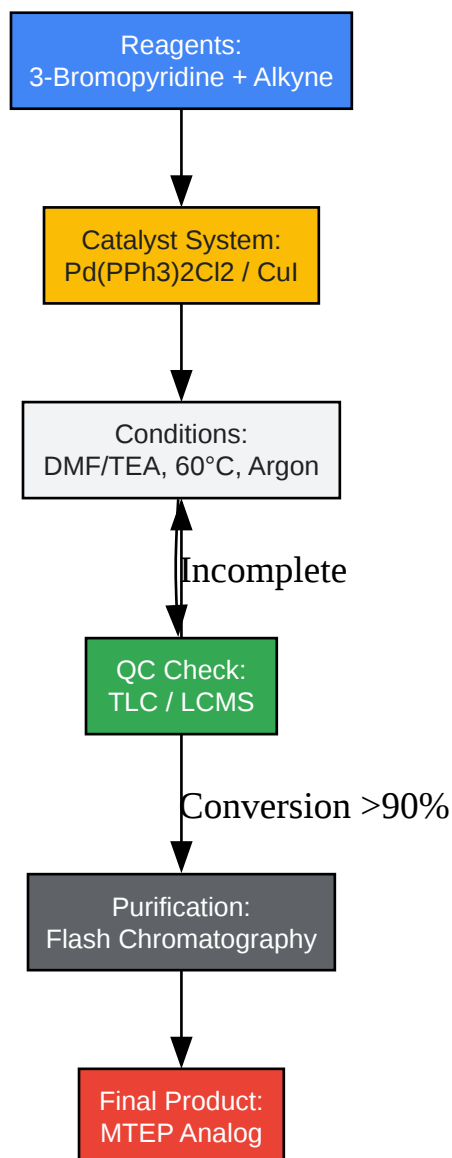 Reagents:
3-Bromopyridine + Alkyne
Catalyst System:
Pd(PPh3)2Cl2 / CuI
Conditions:
DMF/TEA, 60°C, Argon
Incomplete
QC Check:
TLC / LCMS
Conversion >90%
Purification:
Flash Chromatography
Final Product:
MTEP Analog